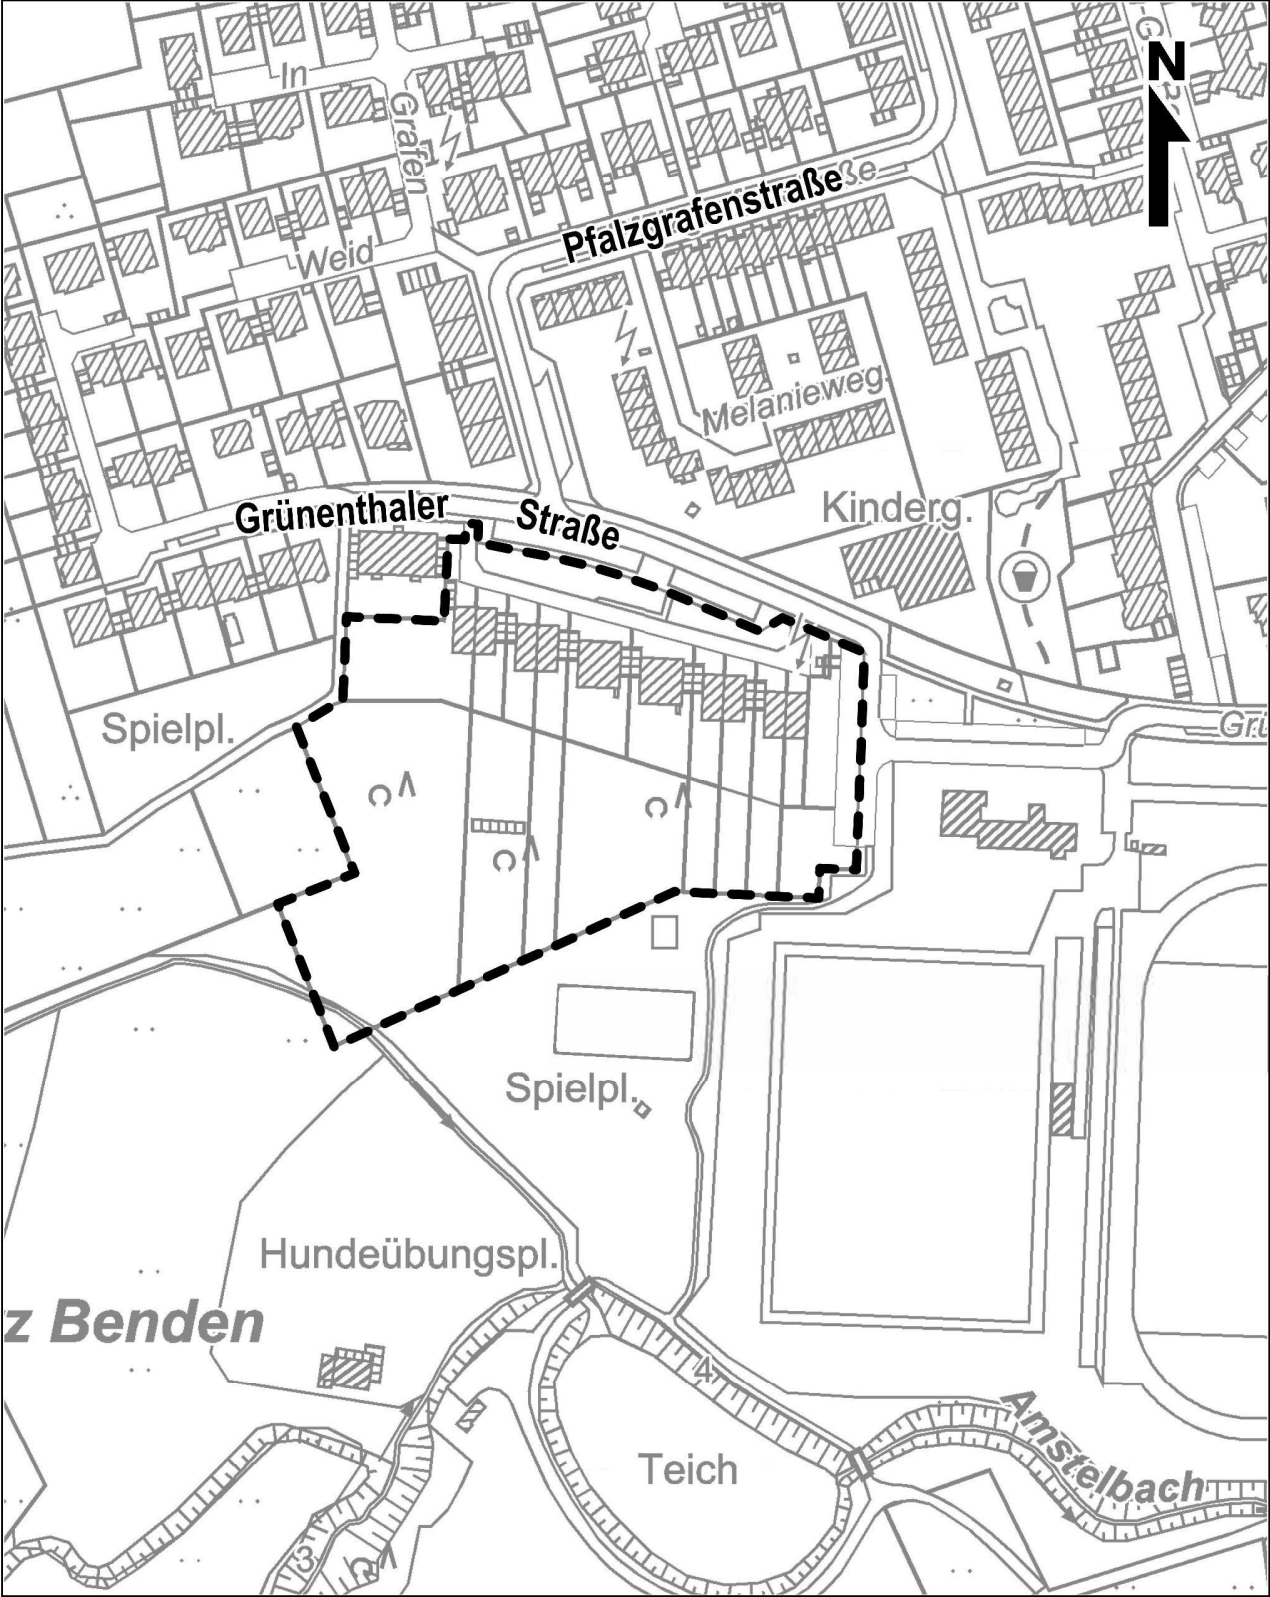 N
In
Grafen
Weid
Pfalzgrafenstraße
Melanieweg
Kinderg.
Grünenthaler Straße
Spielpl.
Grü
Spielpl.
Hundeübungspl.
z Benden
4
Teich
Amstelbach
3